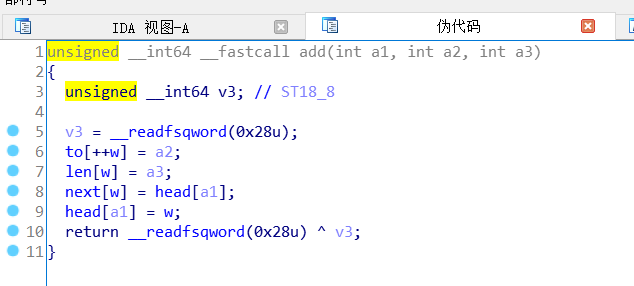 IDA 视图-A
伪代码
1 unsigned __int64 __fastcall add(int a1, int a2, int a3)
2 {
3 unsigned __int64 v3; // ST18_8
4
5 v3 = __readfsqword(0x28u);
6 to[++w] = a2;
7 len[w] = a3;
8 next[w] = head[a1];
9 head[a1] = w;
10 return __readfsqword(0x28u) ^ v3;
11 }